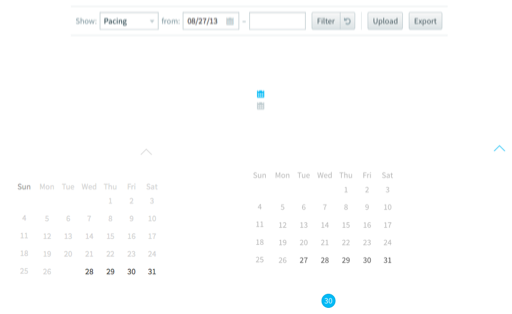 Show: Pacing from: 08/27/13 - Filter Upload Export
Sun Mon Tue Wed Thu Fri Sat
1 2 3
4 5 6 7 8 9 10
11 12 13 14 15 16 17
18 19 20 21 22 23 24
25 26 28 29 30 31
Sun Mon Tue Wed Thu Fri Sat
1 2 3
4 5 6 7 8 9 10
11 12 13 14 15 16 17
18 19 20 21 22 23 24
25 26 27 28 29 30 31
30